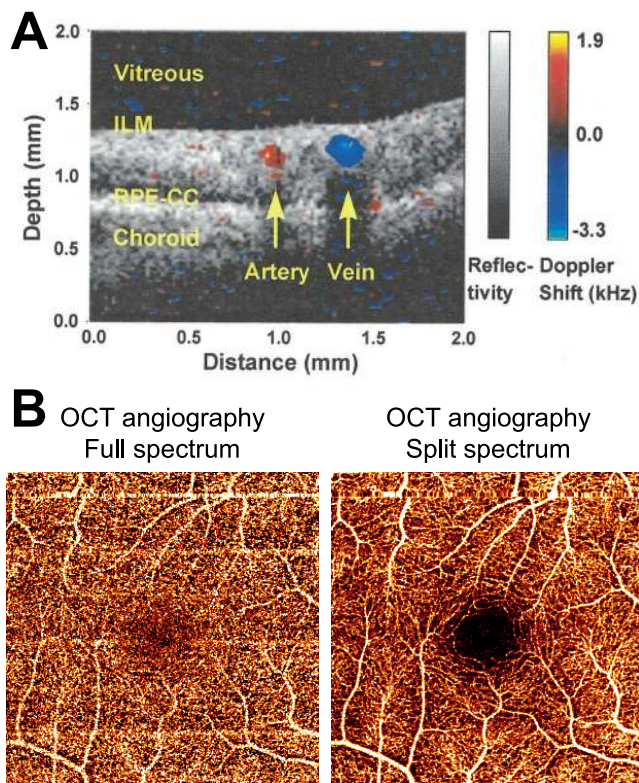 A
Depth (mm)
2.0
1.5
1.0
0.5
0.0
Vitreous
ILM
RPE-CC
Choroid
Artery
Vein
0.0
0.5
1.0
1.5
2.0
Distance (mm)
1.9
0.0
-3.3
Reflec-
tivity
Doppler
Shift (kHz)
B
OCT angiography
Full spectrum
OCT angiography
Split spectrum